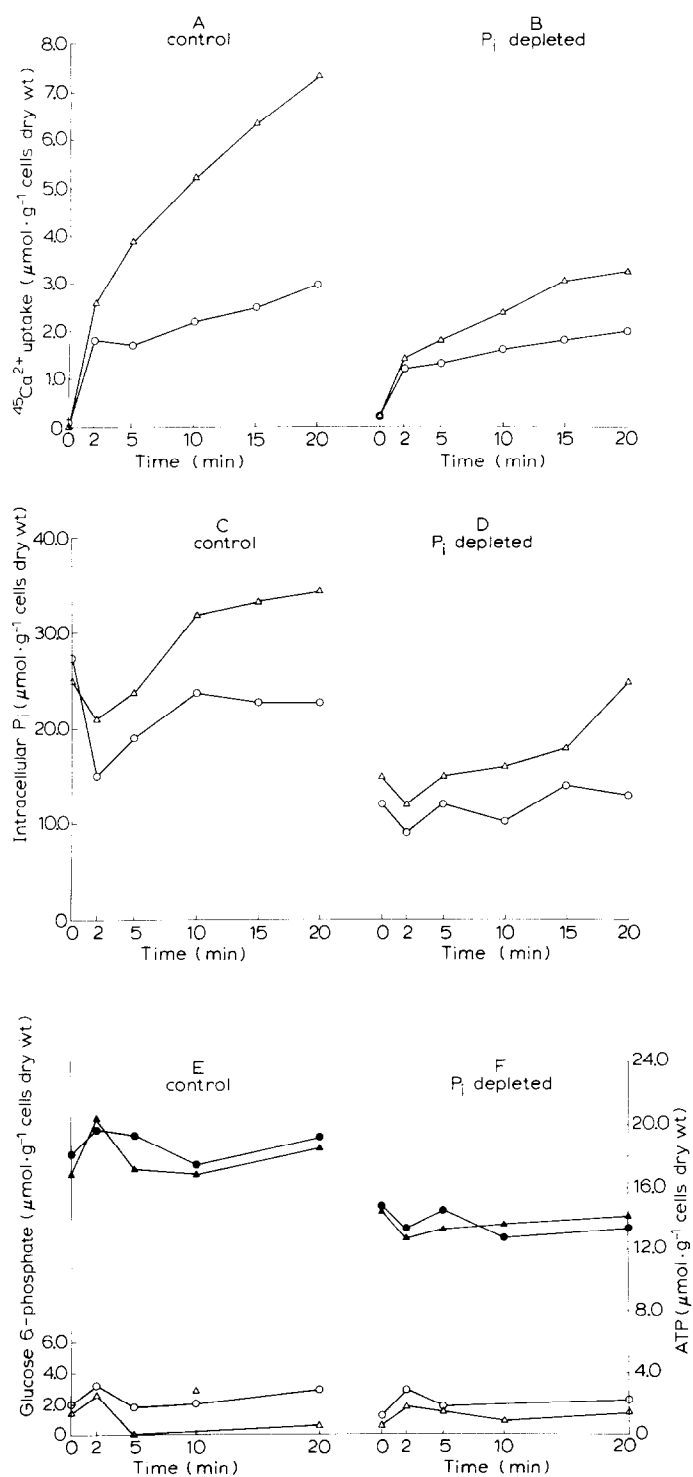 A
control
B
Pi depleted
8.0
7.0
6.0
5.0
4.0
3.0
2.0
1.0
0
45Ca2+ uptake (µmol·g-1 cells dry wt)
0 2 5 10 15 20
Time (min)
0 2 5 10 15 20
Time (min)
C
control
D
Pi depleted
40.0
30.0
20.0
10.0
0
Intracellular Pi (µmol·g-1 cells dry wt)
0 2 5 10 15 20
Time (min)
0 2 5 10 15 20
Time (min)
E
control
F
Pi depleted
6.0
4.0
2.0
0
Glucose 6-phosphate (µmol·g-1 cells dry wt)
24.0
20.0
16.0
12.0
8.0
4.0
0
ATP (µmol·g-1 cells dry wt)
0 2 5 10 20
Time (min)
0 2 5 10 20
Time (min)